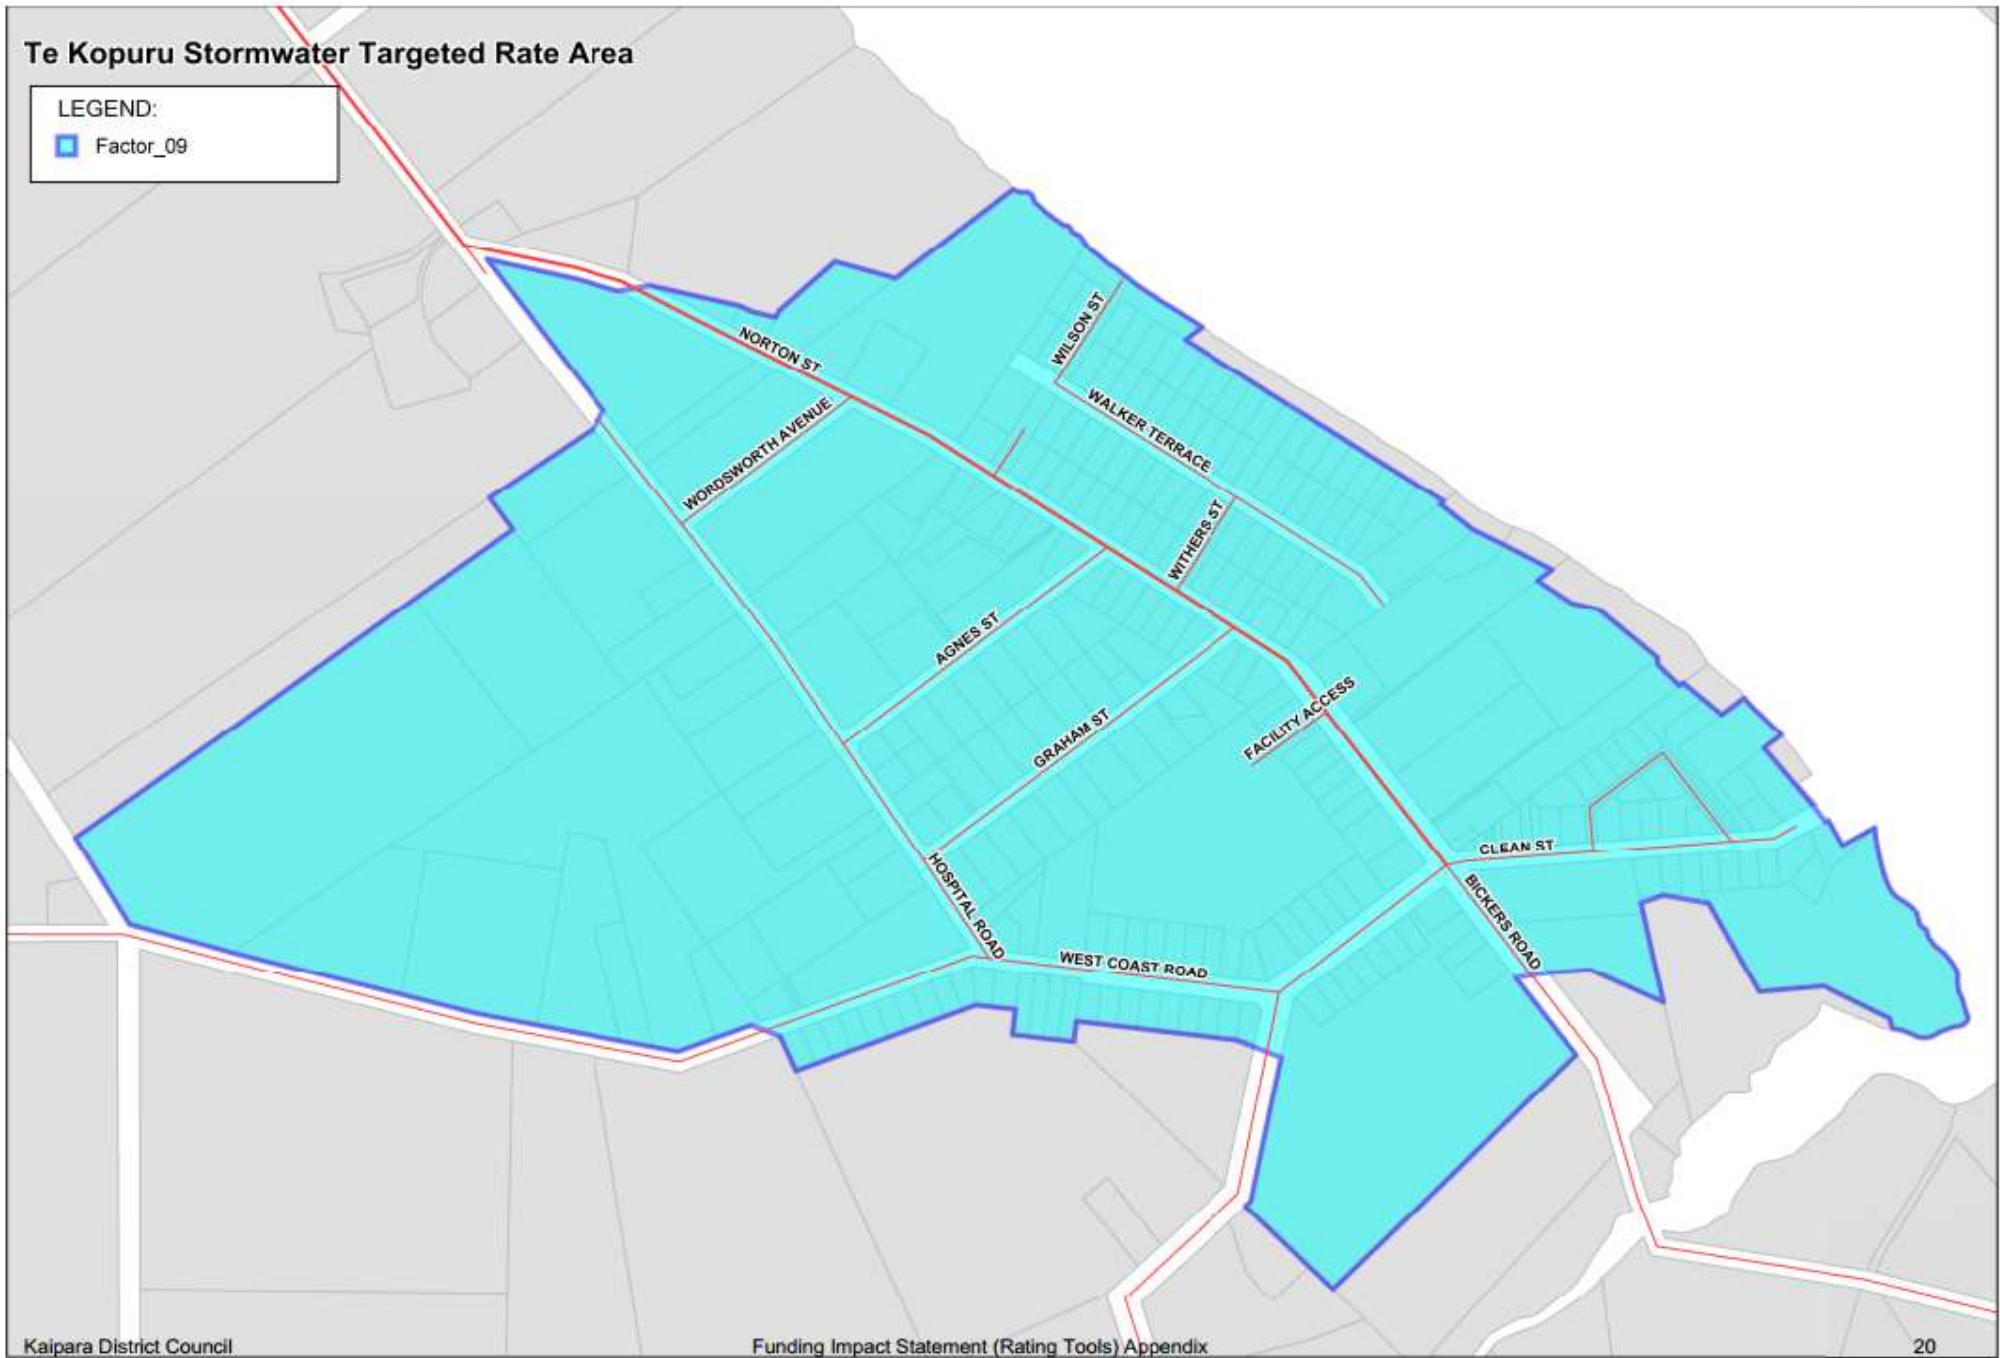 Te Kopuru Stormwater Targeted Rate Area
LEGEND:
Factor_09
NORTON ST
WILSON ST
WORDSWORTH AVENUE
WALKER TERRACE
WITHERS ST
AGNES ST
GRAHAM ST
FACILITY ACCESS
CLEAN ST
HOSPITAL ROAD
BICKERS ROAD
WEST COAST ROAD
Kaipara District Council
Funding Impact Statement (Rating Tools) Appendix
20